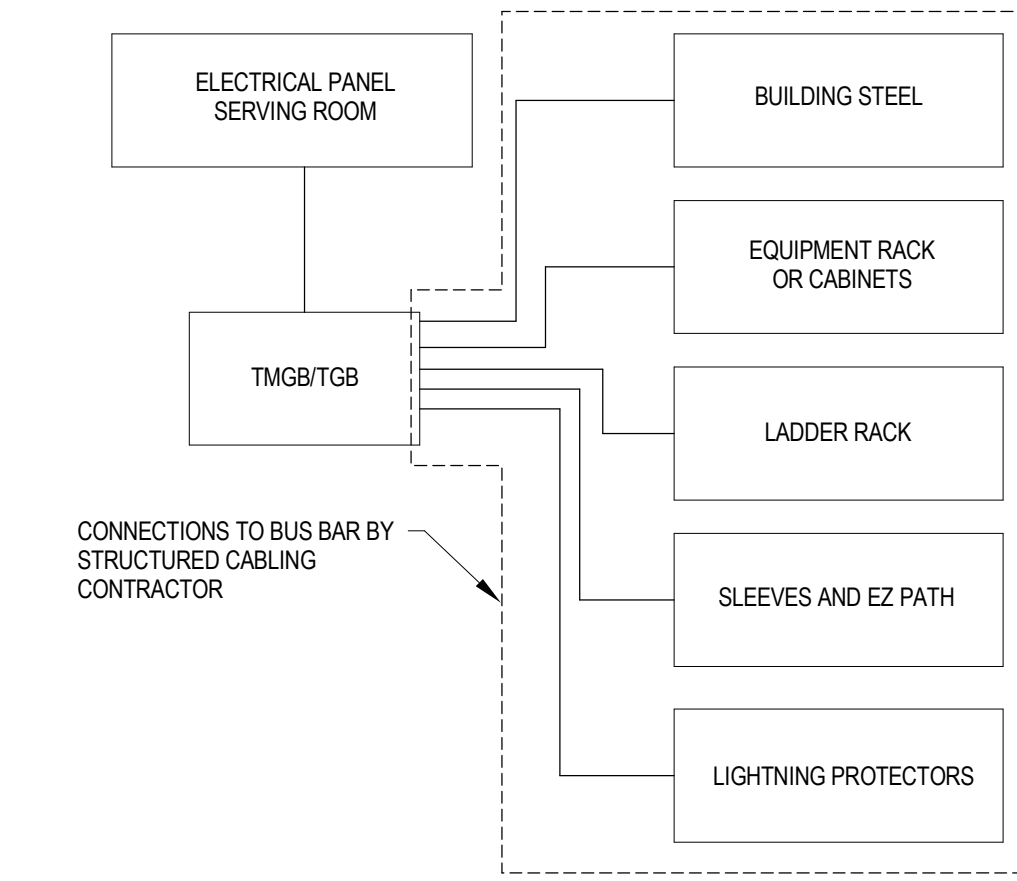 ELECTRICAL PANEL
SERVING ROOM
BUILDING STEEL
EQUIPMENT RACK
OR CABINETS
TMGB/TGB
LADDER RACK
CONNECTIONS TO BUS BAR BY
STRUCTURED CABLING
CONTRACTOR
SLEEVES AND EZ PATH
LIGHTNING PROTECTORS